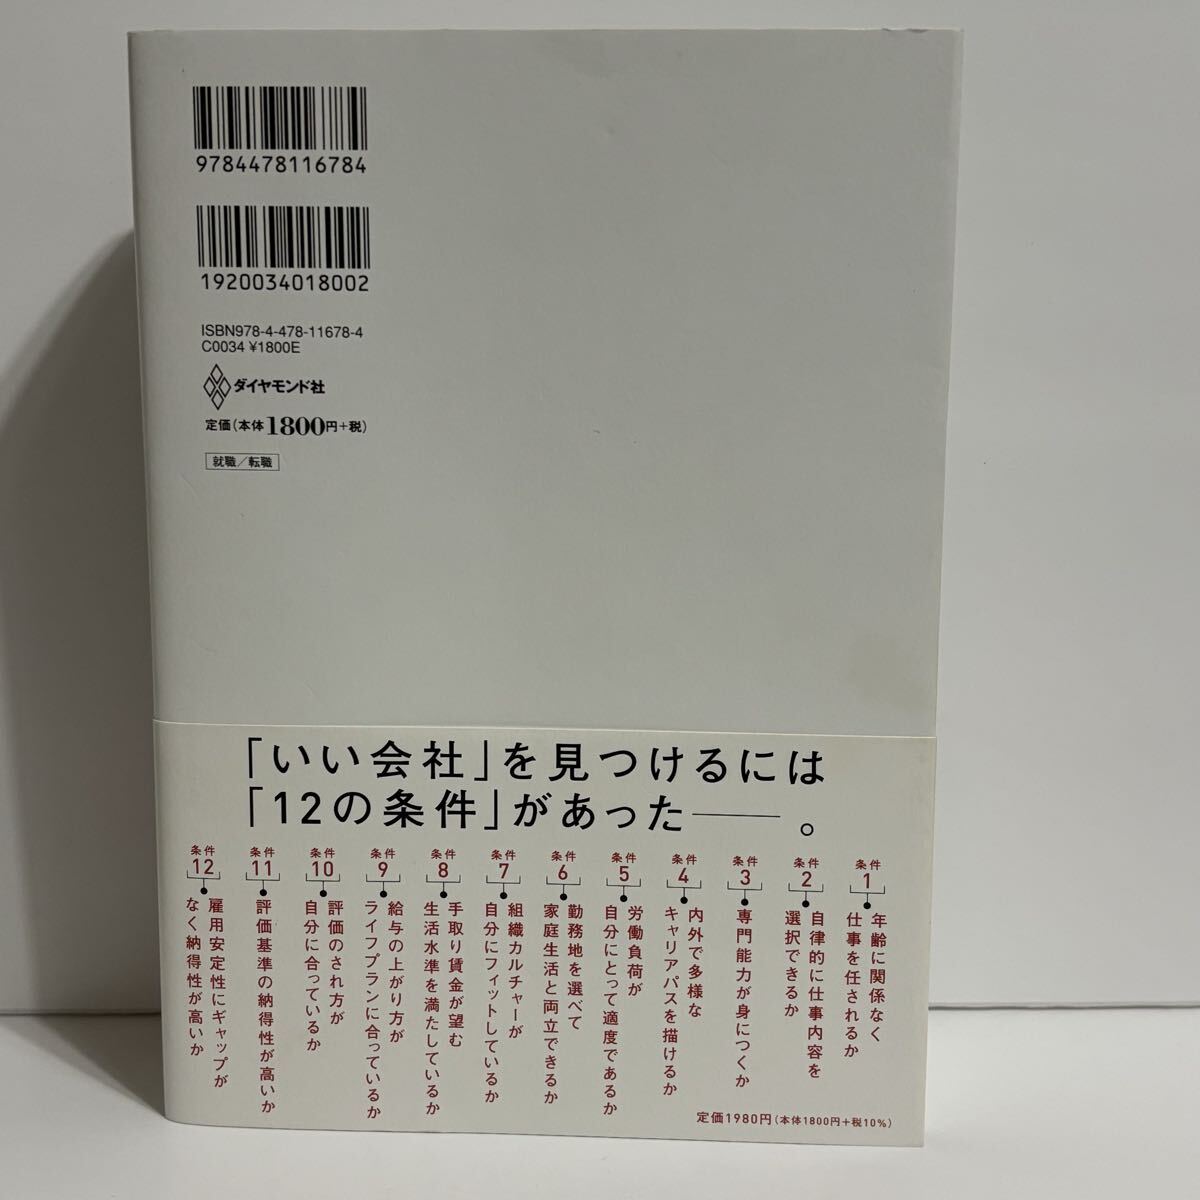 9784478116784
1920034018002
ISBN978-4-478-11678-4
C0034 ¥1800E
ダイヤモンド社
定価(本体1800円+税)
就職/転職
「いい会社」を見つけるには
「12の条件」があった――。
条件
1
年齢に関係なく
仕事を任されるか
条件
2
自律的に仕事内容を
選択できるか
条件
3
専門能力が身につくか
条件
4
内外で多様な
キャリアパスを描けるか
条件
5
労働負荷が
自分にとって適度であるか
条件
6
勤務地を選べて
家庭生活と両立できるか
条件
7
組織カルチャーが
自分にフィットしているか
条件
8
手取り賃金が望む
生活水準を満たしているか
条件
9
給与の上がり方が
ライフプランに合っているか
条件
10
評価のされ方が
自分に合っているか
条件
11
評価基準の納得性が高いか
条件
12
雇用安定性にギャップが
なく納得性が高いか
定価1980円(本体1800円+税10%)